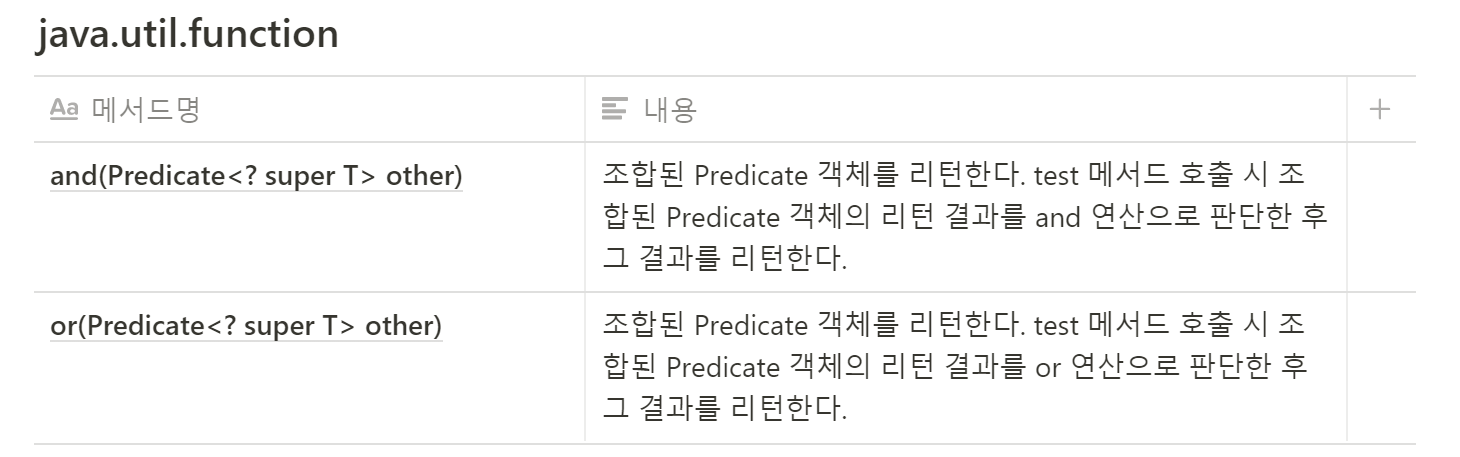 java.util.function
Aa 메서드명
내용
and(Predicate<? super T> other)
조합된 Predicate 객체를 리턴한다. test 메서드 호출 시 조
합된 Predicate 객체의 리턴 결과를 and 연산으로 판단한 후
그 결과를 리턴한다.
or(Predicate<? super T> other)
조합된 Predicate 객체를 리턴한다. test 메서드 호출 시 조
합된 Predicate 객체의 리턴 결과를 or 연산으로 판단한 후
그 결과를 리턴한다.